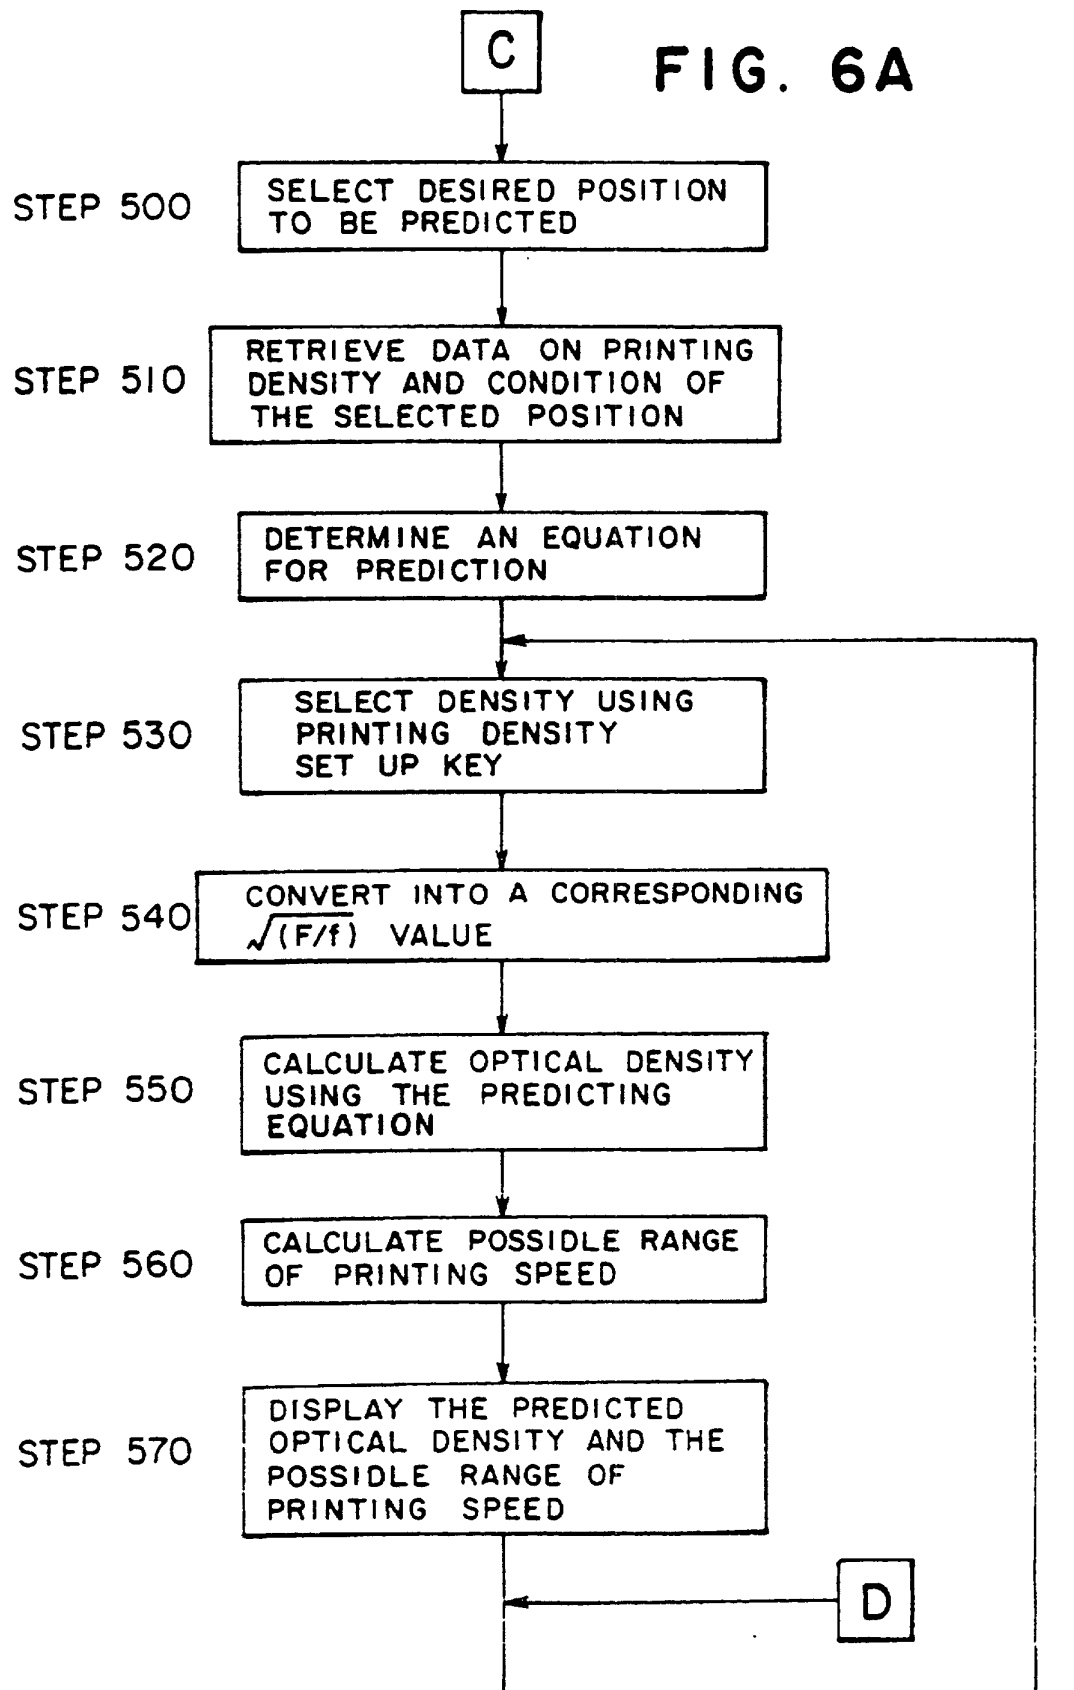 C
FIG. 6A
STEP 500
SELECT DESIRED POSITION
TO BE PREDICTED
STEP 510
RETRIEVE DATA ON PRINTING
DENSITY AND CONDITION OF
THE SELECTED POSITION
STEP 520
DETERMINE AN EQUATION
FOR PREDICTION
STEP 530
SELECT DENSITY USING
PRINTING DENSITY
SET UP KEY
STEP 540
CONVERT INTO A CORRESPONDING
√(F/f) VALUE
STEP 550
CALCULATE OPTICAL DENSITY
USING THE PREDICTING
EQUATION
STEP 560
CALCULATE POSSIDLE RANGE
OF PRINTING SPEED
STEP 570
DISPLAY THE PREDICTED
OPTICAL DENSITY AND THE
POSSIDLE RANGE OF
PRINTING SPEED
D